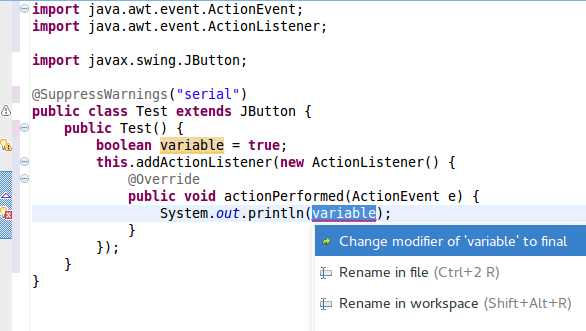 import java.awt.event.ActionEvent;
import java.awt.event.ActionListener;
import javax.swing.JButton;
@SuppressWarnings("serial")
public class Test extends JButton {
public Test() {
boolean variable = true;
this.addActionListener(new ActionListener() {
@Override
public void actionPerformed(ActionEvent e) {
System.out.println(variable);
}
});
}
}
Change modifier of 'variable' to final
Rename in file (Ctrl+2 R)
Rename in workspace (Shift+Alt+R)